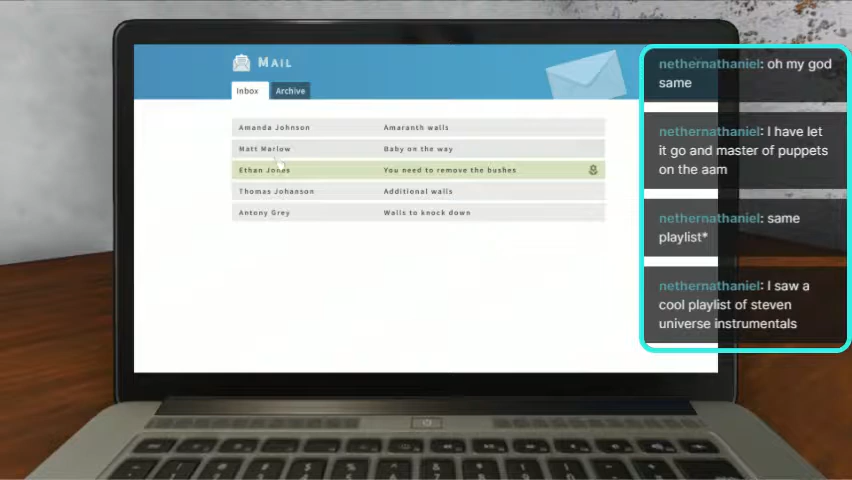 MAIL
Inbox Archive
Amanda Johnson Amaranth walls
Matt Marlow Baby on the way
Ethan Jones You need to remove the bushes
Thomas Johanson Additional walls
Antony Grey Walls to knock down
nethernathaniel: oh my god
same
nethernathaniel: I have let
it go and master of puppets
on the aam
nethernathaniel: same
playlist*
nethernathaniel: I saw a
cool playlist of steven
universe instrumentals